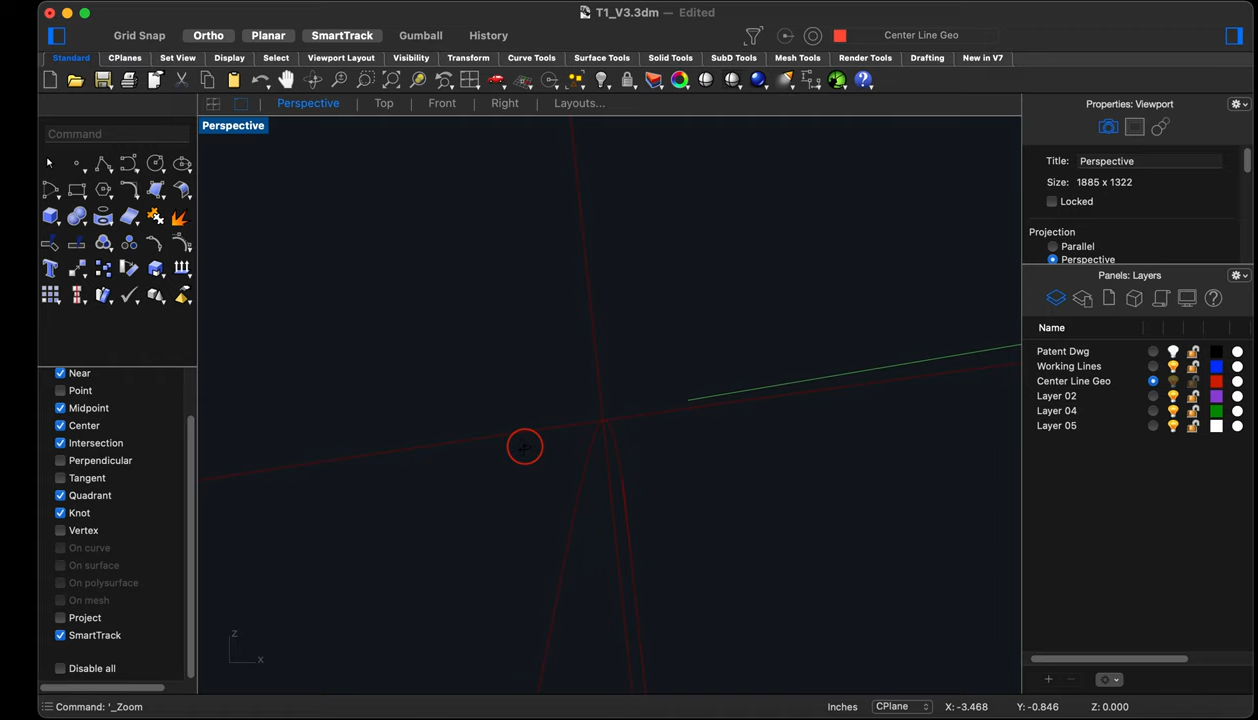 T1_V3.3dm — Edited
Grid Snap
Ortho
Planar
SmartTrack
Gumball
History
Center Line Geo
Standard
CPlanes
Set View
Display
Select
Viewport Layout
Visibility
Transform
Curve Tools
Surface Tools
Solid Tools
SubD Tools
Mesh Tools
Render Tools
Drafting
New in V7
Perspective
Top
Front
Right
Layouts...
Properties: Viewport
Perspective
Command
Title: Perspective
Size: 1885 x 1322
Locked
Projection
Parallel
Perspective
Panels: Layers
Name
Patent Dwg
Working Lines
Center Line Geo
Layer 02
Layer 04
Layer 05
Near
Point
Midpoint
Center
Intersection
Perpendicular
Tangent
Quadrant
Knot
Vertex
On curve
On surface
On polysurface
On mesh
Project
SmartTrack
Disable all
z
x
Command: '_Zoom
Inches
CPlane
X: -3.468
Y: -0.846
Z: 0.000